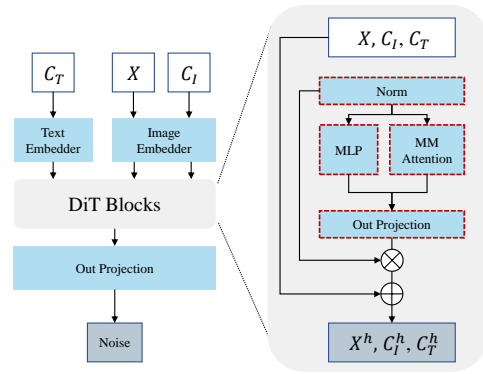 C_T
X
C_I
Text
Embedder
Image
Embedder
DiT Blocks
Out Projection
Noise
X, C_I, C_T
Norm
MLP
MM
Attention
Out Projection
X^h, C_I^h, C_T^h